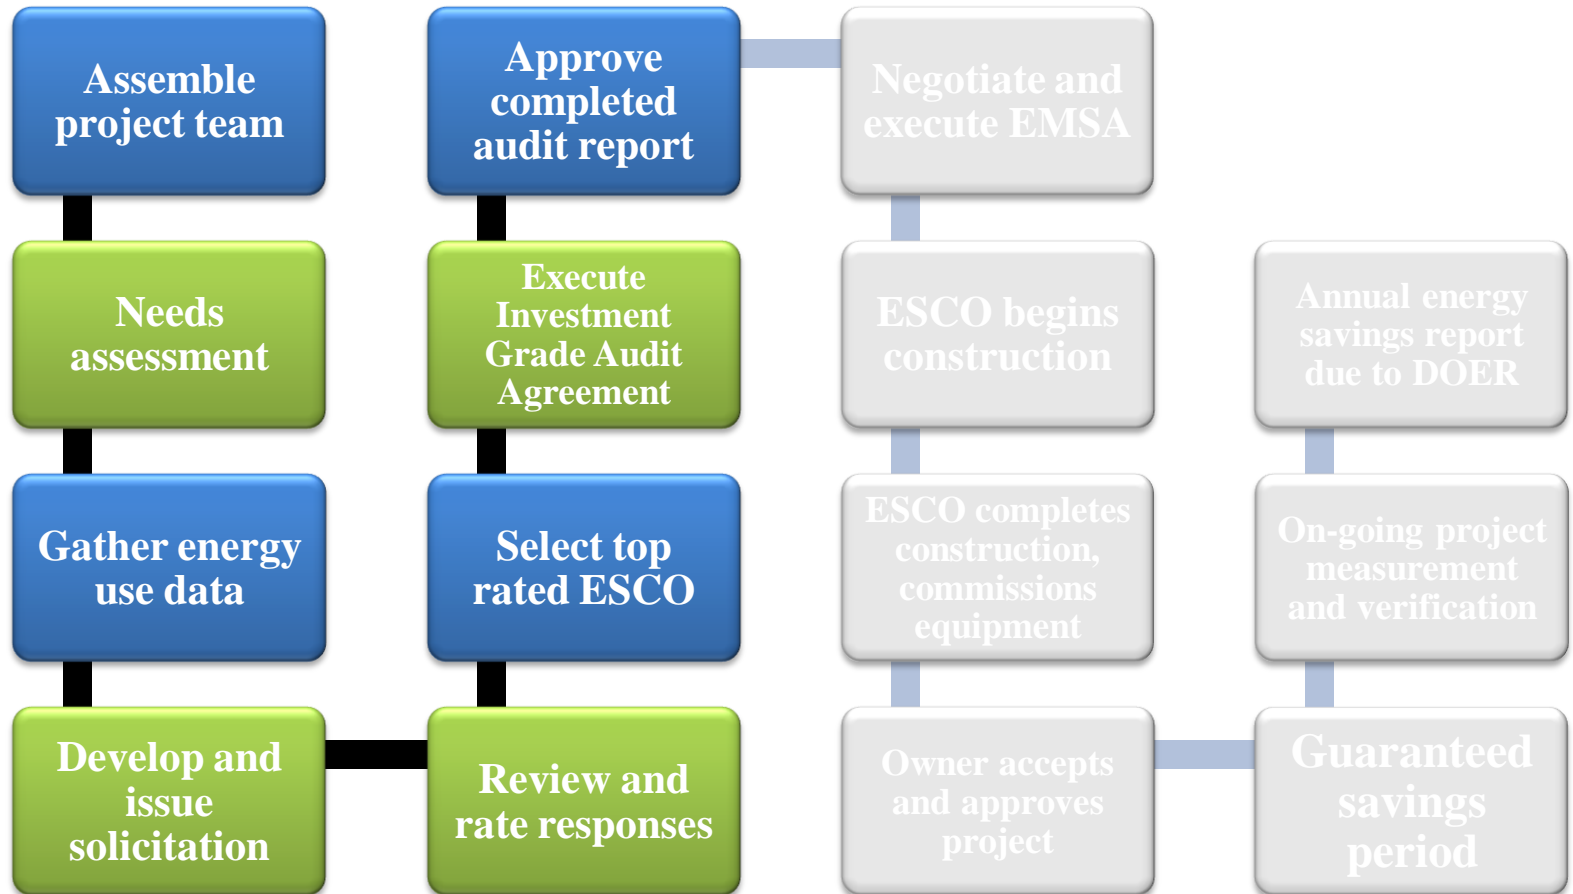 Assemble
project team
Needs
assessment
Gather energy
use data
Develop and
issue
solicitation
Review and
rate responses
Select top
rated ESCO
Execute
Investment
Grade Audit
Agreement
Approve
completed
audit report
Negotiate and
execute EMSA
ESCO begins
construction
ESCO completes
construction,
commissions
equipment
Owner accepts
and approves
project
Guaranteed
savings
period
On-going project
measurement
and verification
Annual energy
savings report
due to DOER